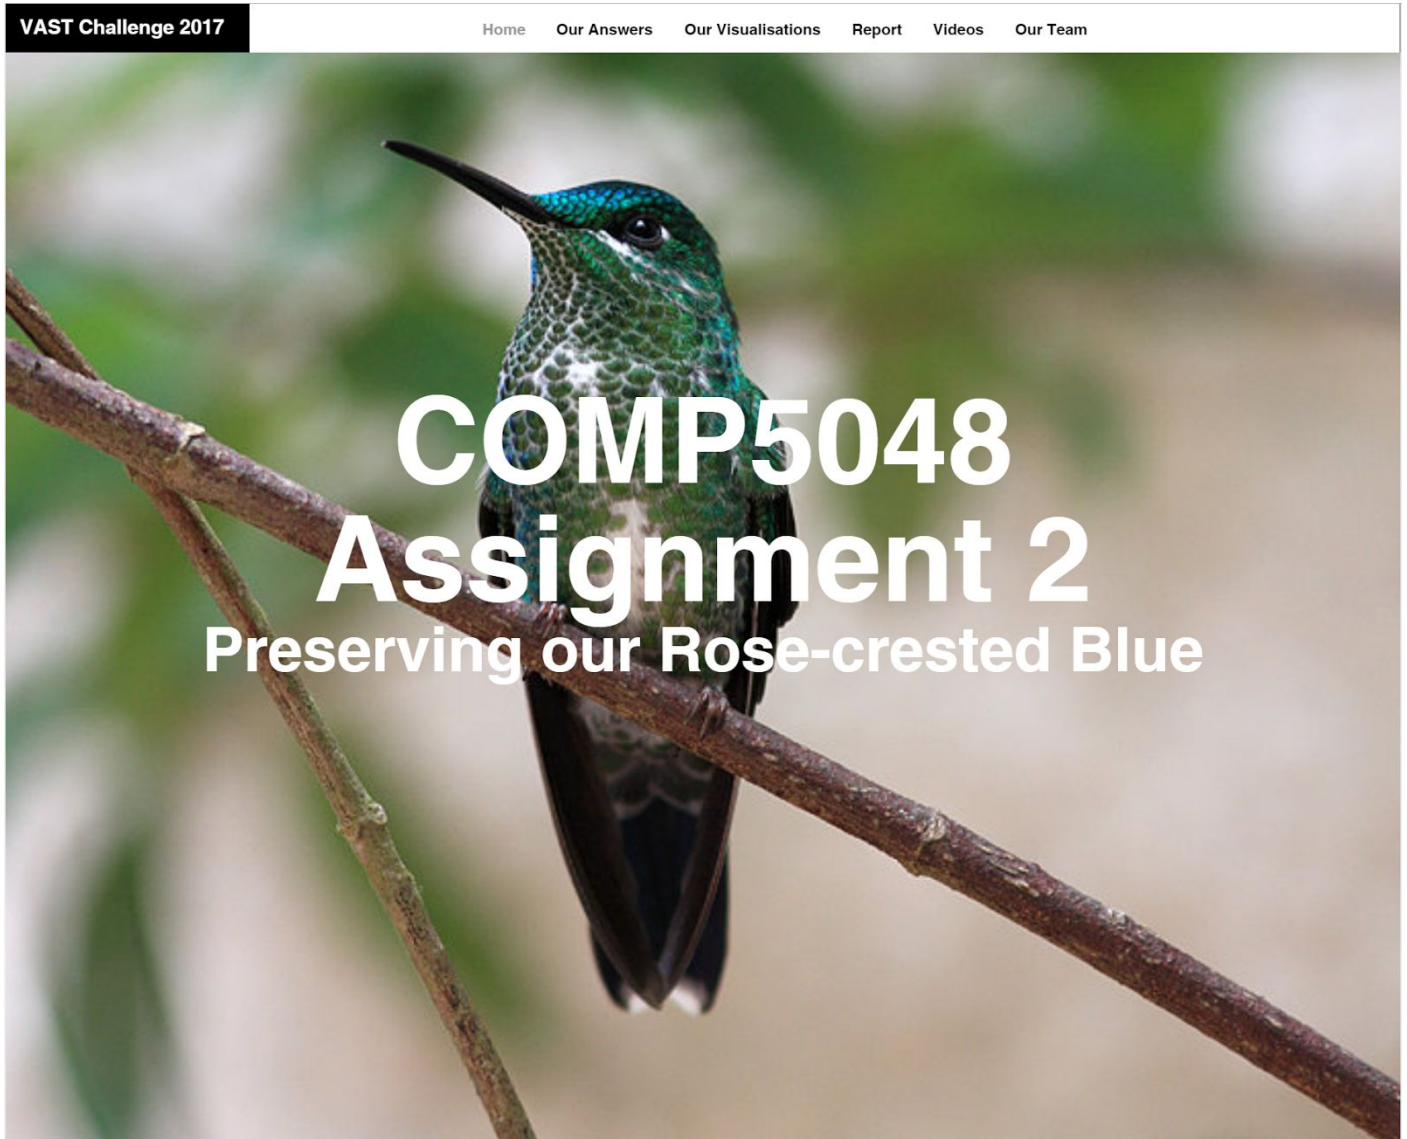 VAST Challenge 2017
Home Our Answers Our Visualisations Report Videos Our Team
COMP5048
Assignment 2
Preserving our Rose-crested Blue